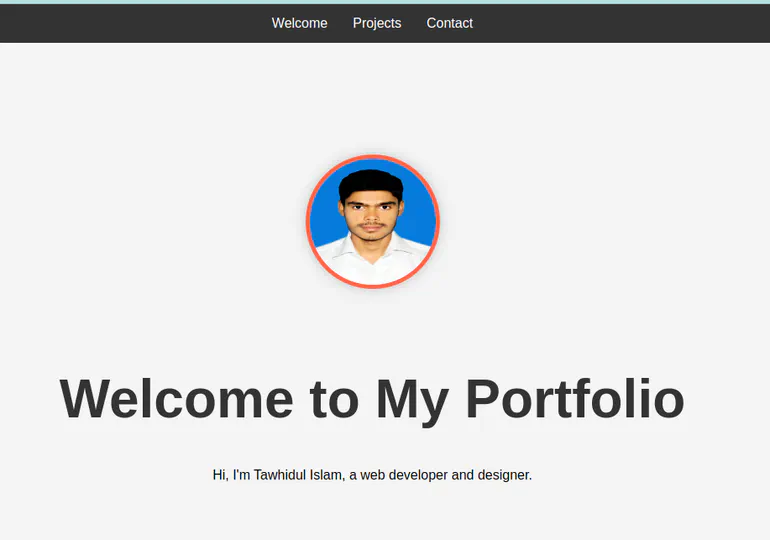 Welcome Projects Contact
Welcome to My Portfolio
Hi, I'm Tawhidul Islam, a web developer and designer.